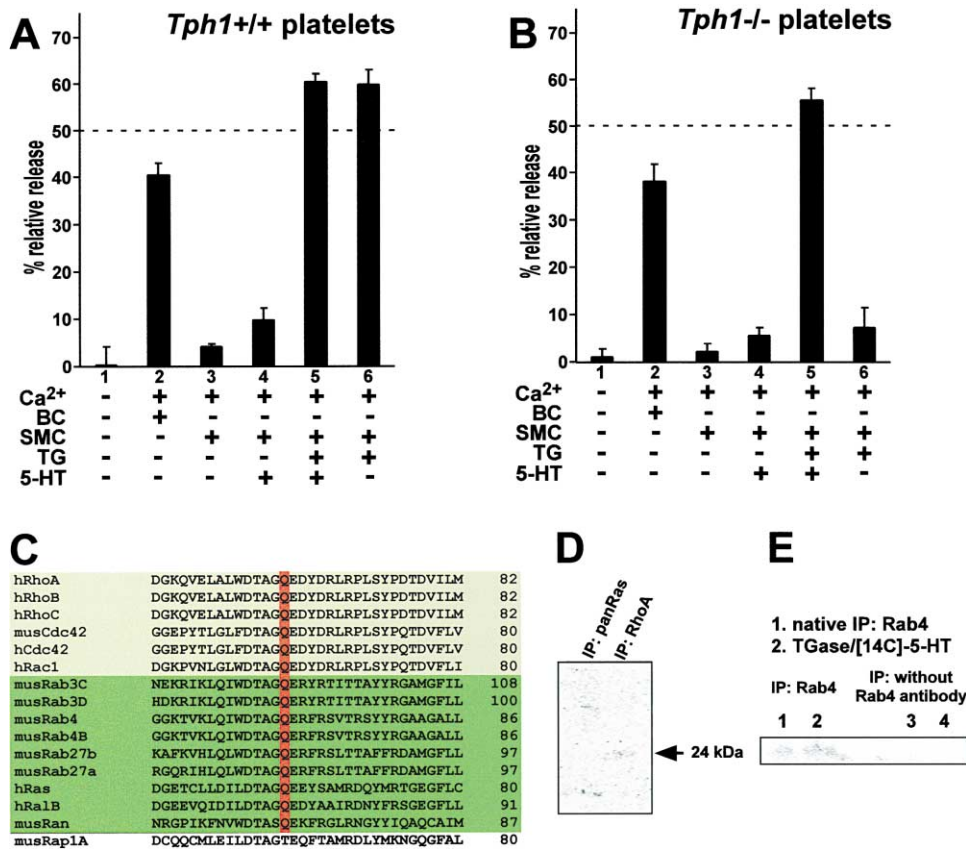 A
Tph1+/+ platelets
% relative release
70
60
50
40
30
20
10
0
1 2 3 4 5 6
Ca2+ - + + + + +
BC - + - - - -
SMC - - + + + +
TG - - - - + +
5-HT - - - + + -
B
Tph1-/- platelets
% relative release
70
60
50
40
30
20
10
0
1 2 3 4 5 6
Ca2+ - + + + + +
BC - + - - - -
SMC - - + + + +
TG - - - - + +
5-HT - - - + + -
C
hRhoA DGKQVELALWDTAGQEDYDRLRPLSYPDTDVILM 82
hRhoB DGKQVELALWDTAGQEDYDRLRPLSYPDTDVILM 82
hRhoC DGKQVELALWDTAGQEDYDRLRPLSYPDTDVILM 82
musCdc42 GGEPYTLGLFDTAGQEDYDRLRPLSYPQTDVFLV 80
hCdc42 GGEPYTLGLFDTAGQEDYDRLRPLSYPQTDVFLV 80
hRac1 DGKPVNLGLWDTAGQEDYDRLRPLSYPQTDVFLI 80
musRab3C NEKRIKLQIWDTAGQERYRTITTAYYRGAMGFIL 108
musRab3D HDKRIKLQIWDTAGQERYRTITTAYYRGAMGFLL 100
musRab4 GGKTVKLQIWDTAGQERFRSVTRSYYRGAAGALL 86
musRab4B GGKTVKLQIWDTAGQERFRSVTRSYYRGAAGALL 86
musRab27b KAFKVHLQLWDTAGQERFRSLTTAFFRDAMGFLL 97
musRab27a RGQRIHLQLWDTAGQERFRSLTTAFFRDAMGFLL 97
hRas DGETCLLDILDTAGQEEYSAMRDQYMRTGEGFLC 80
hRalB DGEEVQIDILDTAGQEDYAAIRDNYFRSGEGFLL 91
musRan NRGPIKFNVWDTASQEKFGRLRNGYYIQAQCAIM 87
musRap1A DCQQCMLEILDTAGTEQFTAMRDLYMKNGQGFAL 80
D
IP: panRas
IP: RhoA
24 kDa
E
1. native IP: Rab4
2. TGase/[14C]-5-HT
IP: Rab4
IP: without Rab4 antibody
1 2 3 4